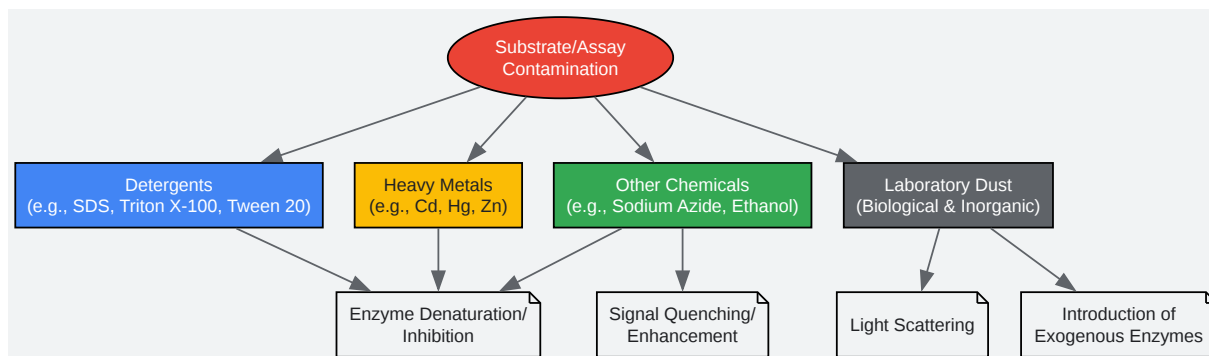 Substrate/Assay
Contamination
Detergents
(e.g., SDS, Triton X-100, Tween 20)
Heavy Metals
(e.g., Cd, Hg, Zn)
Other Chemicals
(e.g., Sodium Azide, Ethanol)
Laboratory Dust
(Biological & Inorganic)
Enzyme Denaturation/
Inhibition
Signal Quenching/
Enhancement
Light Scattering
Introduction of
Exogenous Enzymes